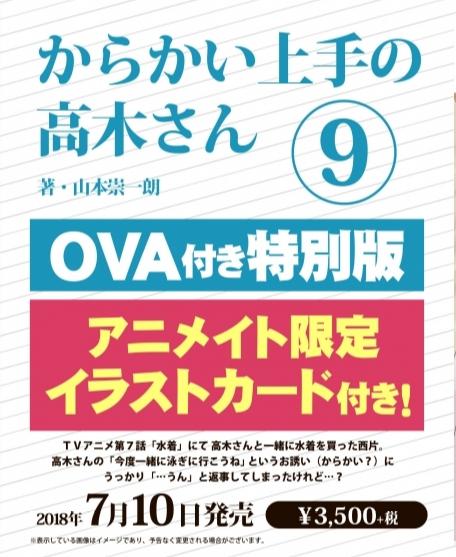 からかい上手の
高木さん ⑨
著・山本崇一朗
OVA付き特別版
アニメイト限定
イラストカード付き!
TVアニメ第7話「水着」にて高木さんと一緒に水着を買った西片。
高木さんの「今度一緒に泳ぎに行こうね」というお誘い（からかい？）に
うっかり「…うん」と返事してしまったけれど…？
2018年7月10日発売 ¥3,500+税
※表示している画像はイメージであり、予告なく変更される場合がございます。